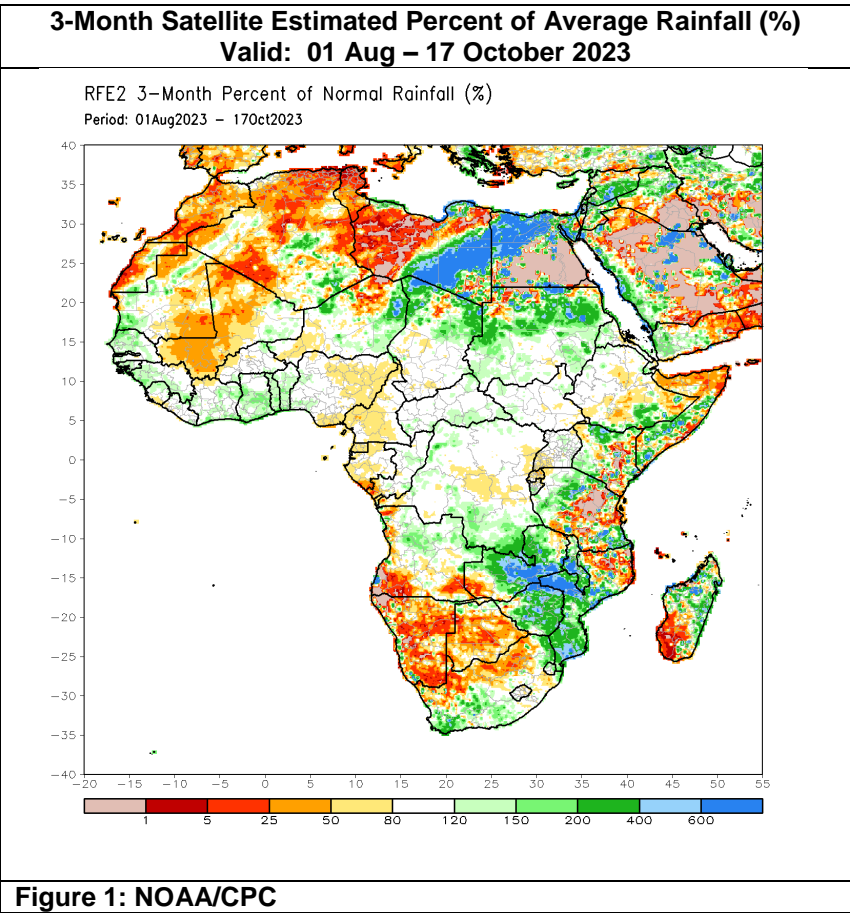 3-Month Satellite Estimated Percent of Average Rainfall (%)
Valid:  01 Aug – 17 October 2023
RFE2 3-Month Percent of Normal Rainfall (%)
Period: 01Aug2023 - 17Oct2023
40
35
30
25
20
15
10
5
0
-5
-10
-15
-20
-25
-30
-35
-40
-20 -15 -10 -5 0 5 10 15 20 25 30 35 40 45 50 55
1 5 25 50 80 120 150 200 400 600
Figure 1: NOAA/CPC